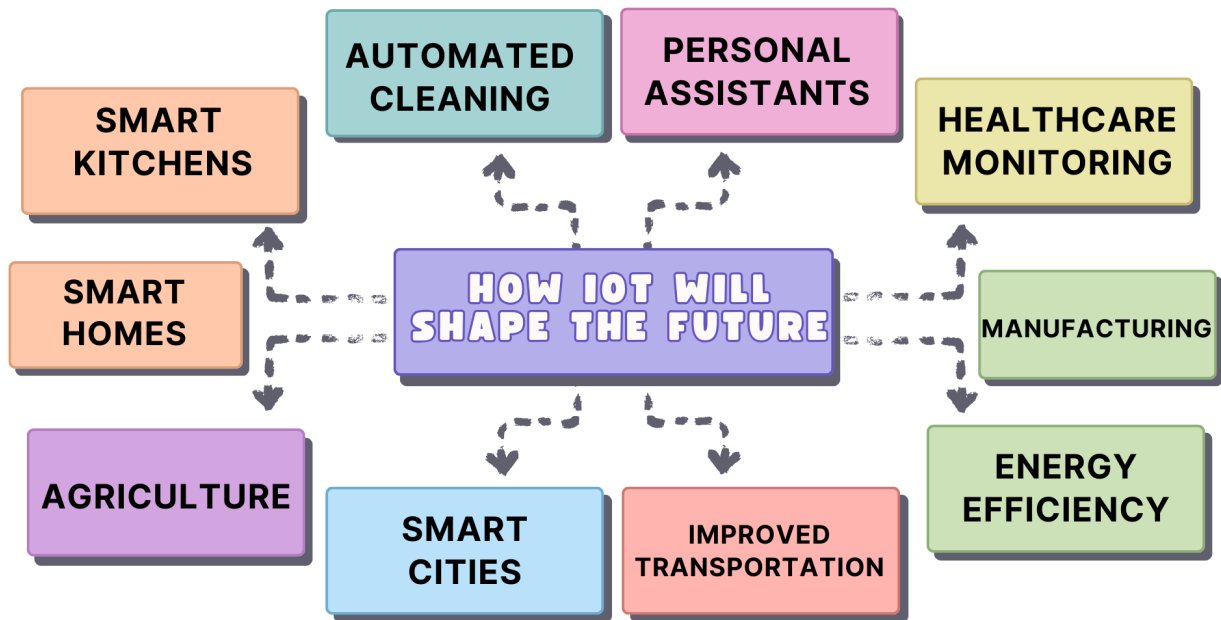 AUTOMATED
CLEANING
PERSONAL
ASSISTANTS
SMART
KITCHENS
HEALTHCARE
MONITORING
HOW IOT WILL
SHAPE THE FUTURE
SMART
HOMES
MANUFACTURING
AGRICULTURE
SMART
CITIES
IMPROVED
TRANSPORTATION
ENERGY
EFFICIENCY